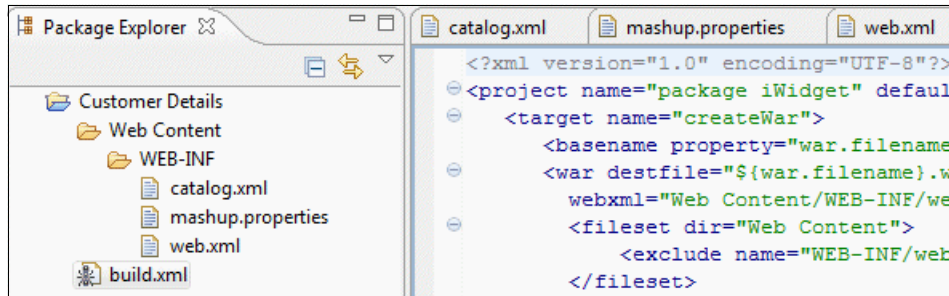 Package Explorer
Customer Details
Web Content
WEB-INF
catalog.xml
mashup.properties
web.xml
build.xml
catalog.xml mashup.properties web.xml
<?xml version="1.0" encoding="UTF-8"?>
<project name="package iWidget" defaul
<target name="createWar">
<basename property="war.filename
<war destfile="${war.filename}.w
webxml="Web Content/WEB-INF/we
<fileset dir="Web Content">
<exclude name="WEB-INF/web
</fileset>